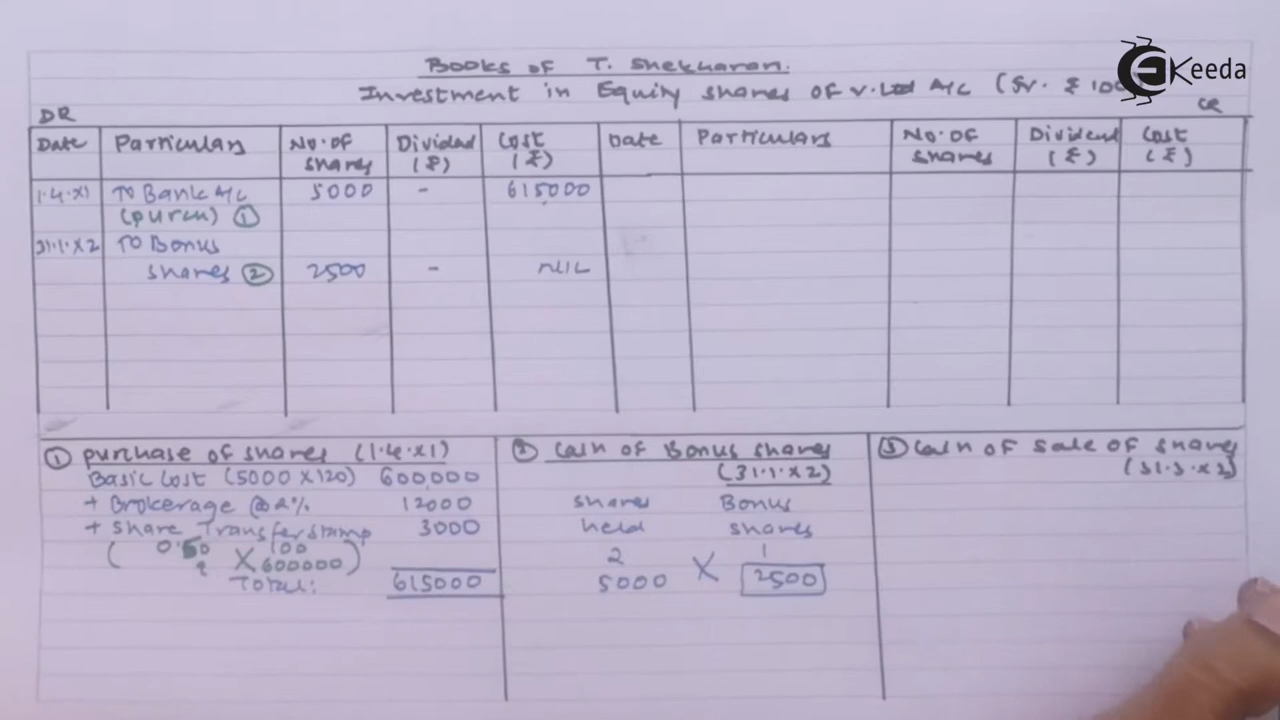 Books of T. Shekharan.
Investment in Equity shares of V. Ltd A/c (Fv. ₹ 100
Keeda
DR
CR
Date Particulars No. of shares Dividend (₹) Cost (₹) Date Particulars No. of shares Dividend (₹) Cost (₹)
1.4.X1 To Bank A/c 5000 - 615000
(purch) ①
31.1.X2 To Bonus
shares ② 2500 - NIL
① purchase of shares (1.4.X1)
Basic Cost (5000 X 120) 600,000
+ Brokerage @ 2% 12000
+ Share Transfer stamp 3000
( 0.50 100
X 600000)
Total: 615000
② Caln of Bonus shares
(31.1.X2)
shares Bonus
held shares
2 1
5000 X 2500
③ Caln of sale of shares
(31.3.X2)